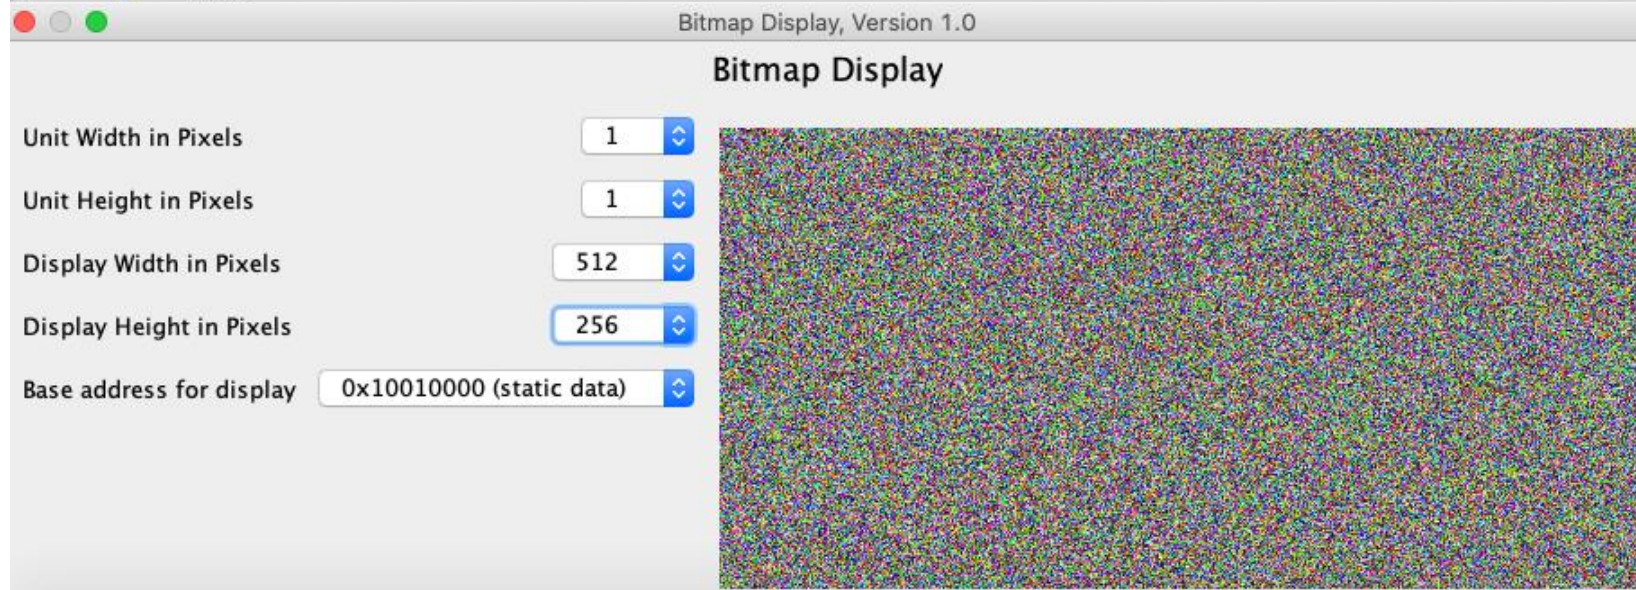 Bitmap Display, Version 1.0
Bitmap Display
Unit Width in Pixels 1
Unit Height in Pixels 1
Display Width in Pixels 512
Display Height in Pixels 256
Base address for display 0x10010000 (static data)